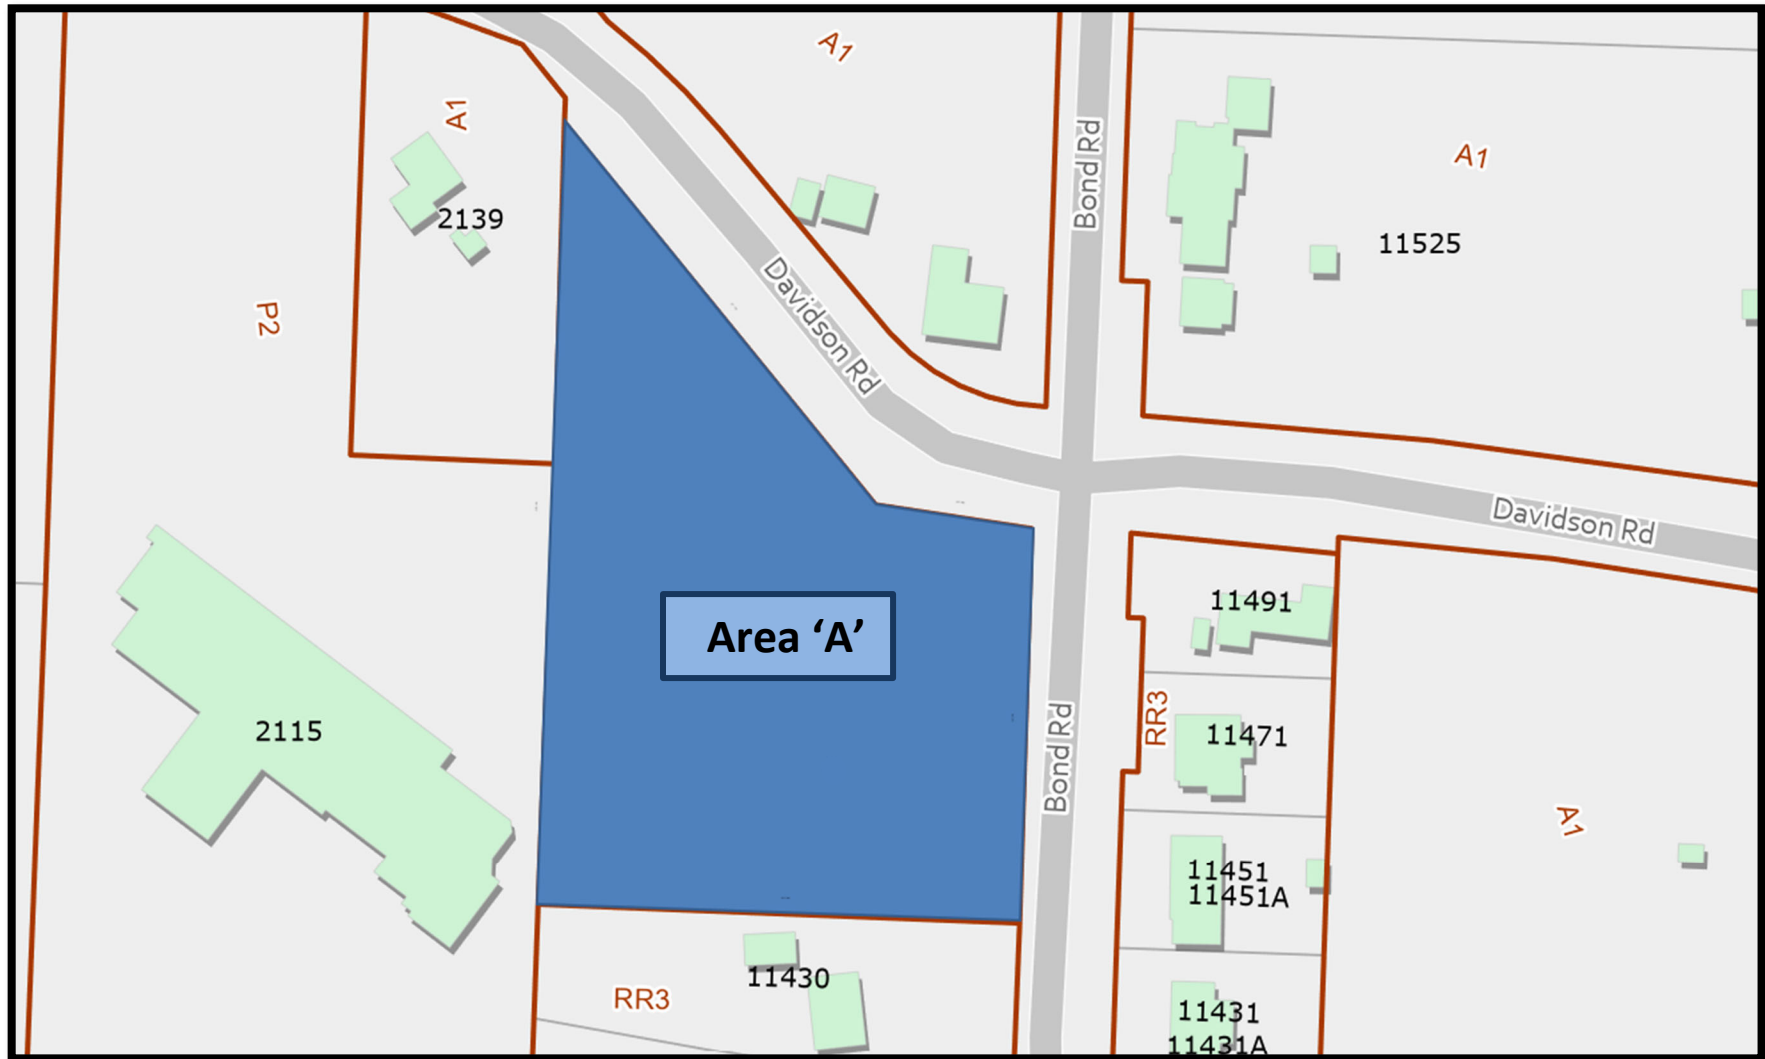 A1
A1
Bond Rd
A1
2139
11525
P2
Davidson Rd
Davidson Rd
11491
Area ‘A’
RR3
11471
2115
Bond Rd
A1
11451
11451A
11430
RR3
11431
11431A